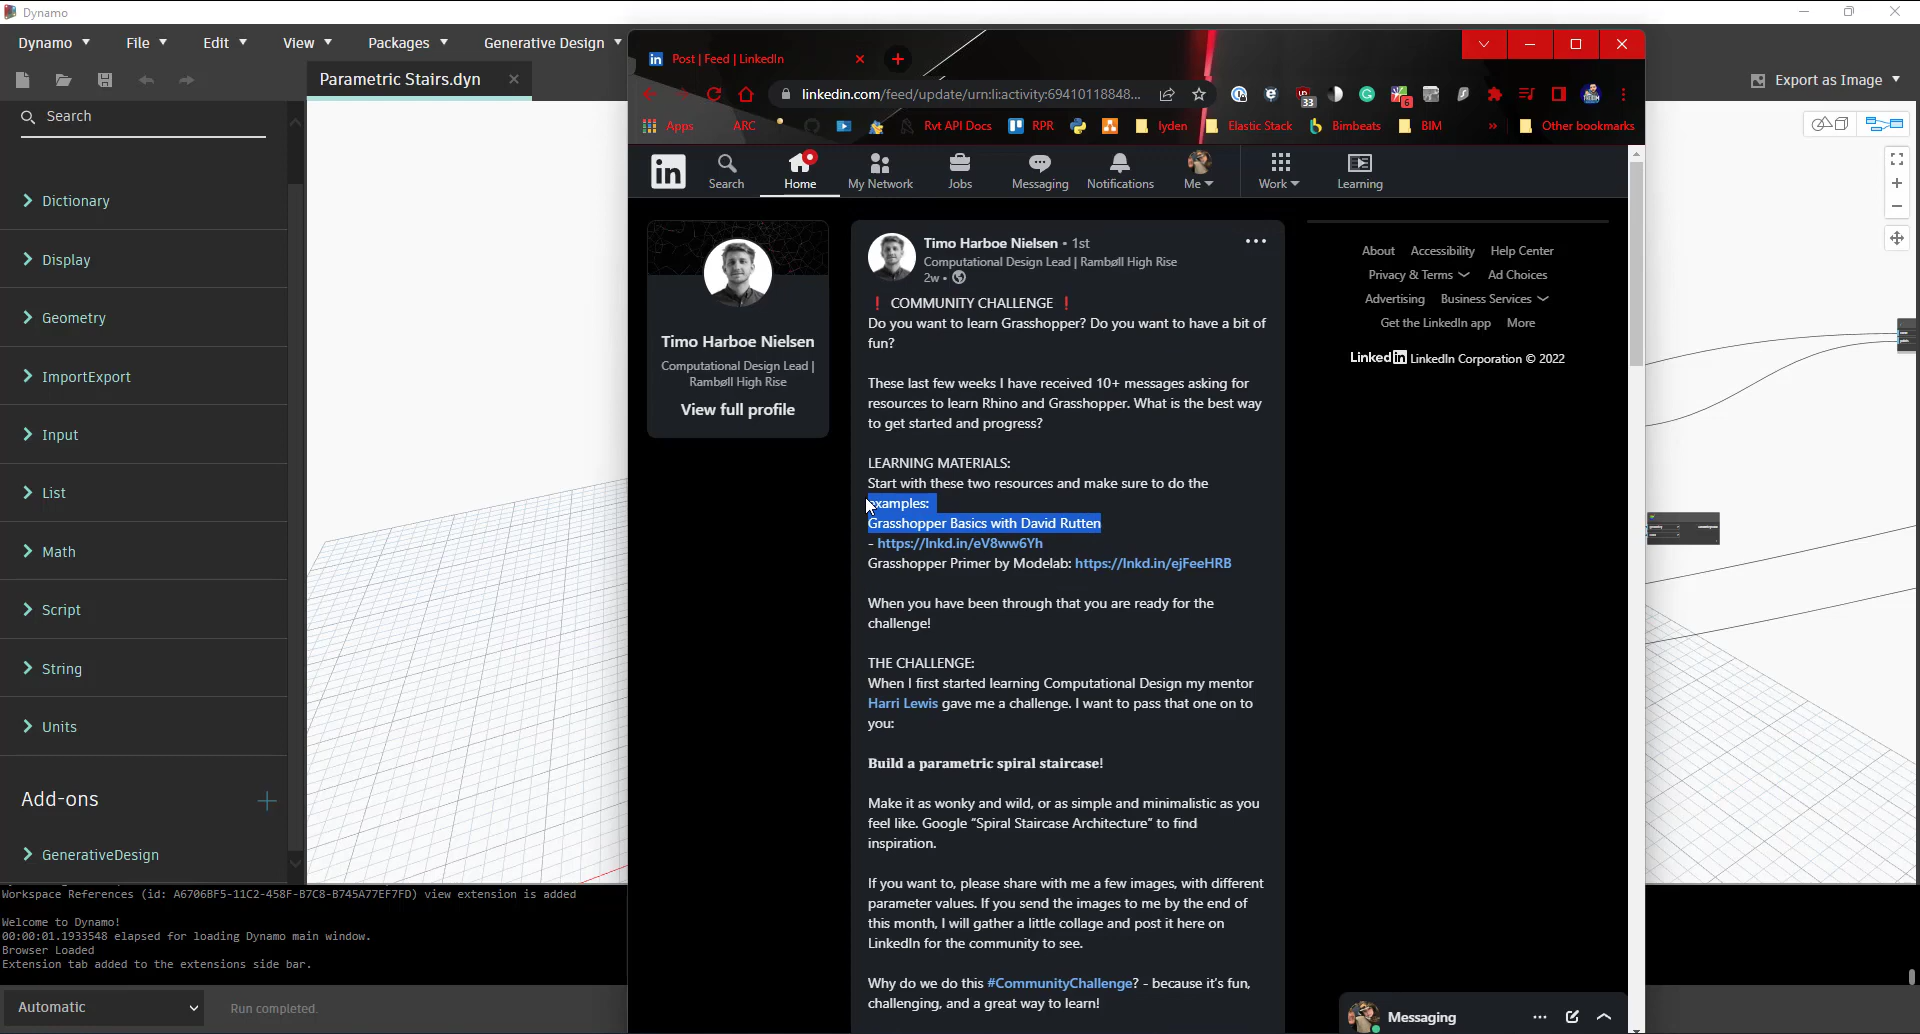 Dynamo
Dynamo File Edit View Packages Generative Design
Parametric Stairs.dyn
Export as Image
Search
Dictionary
Display
Geometry
ImportExport
Input
List
Math
Script
String
Units
Add-ons
GenerativeDesign
Workspace References (id: A6706BF5-11C2-458F-B7C8-B745A77EF7FD) view extension is added
Welcome to Dynamo!
00:00:01.1933548 elapsed for loading Dynamo main window.
Browser Loaded
Extension tab added to the extensions side bar.
Automatic
Run completed.
Post | Feed | LinkedIn
linkedin.com/feed/update/urn:li:activity:69410118848...
33
6
Apps ARC Rvt API Docs RPR lyden Elastic Stack Bimbeats BIM » Other bookmarks
in Search Home My Network Jobs Messaging Notifications Me Work Learning
Timo Harboe Nielsen
Computational Design Lead |
Rambøll High Rise
View full profile
Timo Harboe Nielsen • 1st
Computational Design Lead | Rambøll High Rise
2w •
❗ COMMUNITY CHALLENGE ❗
Do you want to learn Grasshopper? Do you want to have a bit of
fun?
These last few weeks I have received 10+ messages asking for
resources to learn Rhino and Grasshopper. What is the best way
to get started and progress?
LEARNING MATERIALS:
Start with these two resources and make sure to do the
examples:
Grasshopper Basics with David Rutten
- https://lnkd.in/eV8ww6Yh
Grasshopper Primer by Modelab: https://lnkd.in/ejFeeHRB
When you have been through that you are ready for the
challenge!
THE CHALLENGE:
When I first started learning Computational Design my mentor
Harri Lewis gave me a challenge. I want to pass that one on to
you:
Build a parametric spiral staircase!
Make it as wonky and wild, or as simple and minimalistic as you
feel like. Google “Spiral Staircase Architecture” to find
inspiration.
If you want to, please share with me a few images, with different
parameter values. If you send the images to me by the end of
this month, I will gather a little collage and post it here on
LinkedIn for the community to see.
Why do we do this #CommunityChallenge? - because it's fun,
challenging, and a great way to learn!
About Accessibility Help Center
Privacy & Terms Ad Choices
Advertising Business Services
Get the LinkedIn app More
LinkedIn LinkedIn Corporation © 2022
Messaging